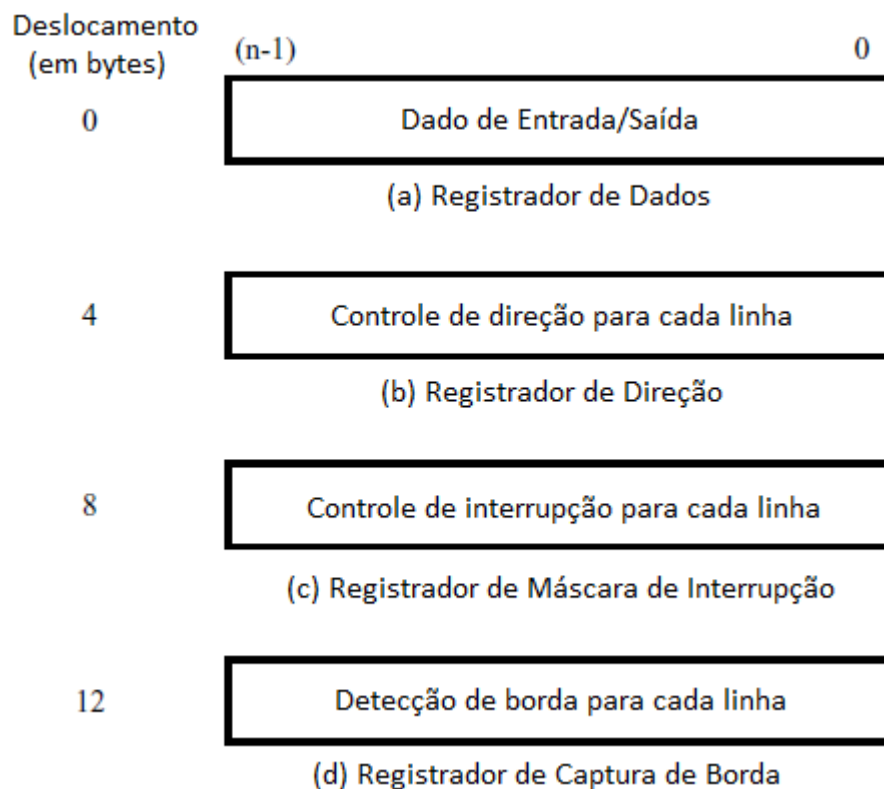 Deslocamento
(em bytes)
(n-1) 0
0 Dado de Entrada/Saída
(a) Registrador de Dados
4 Controle de direção para cada linha
(b) Registrador de Direção
8 Controle de interrupção para cada linha
(c) Registrador de Máscara de Interrupção
12 Detecção de borda para cada linha
(d) Registrador de Captura de Borda